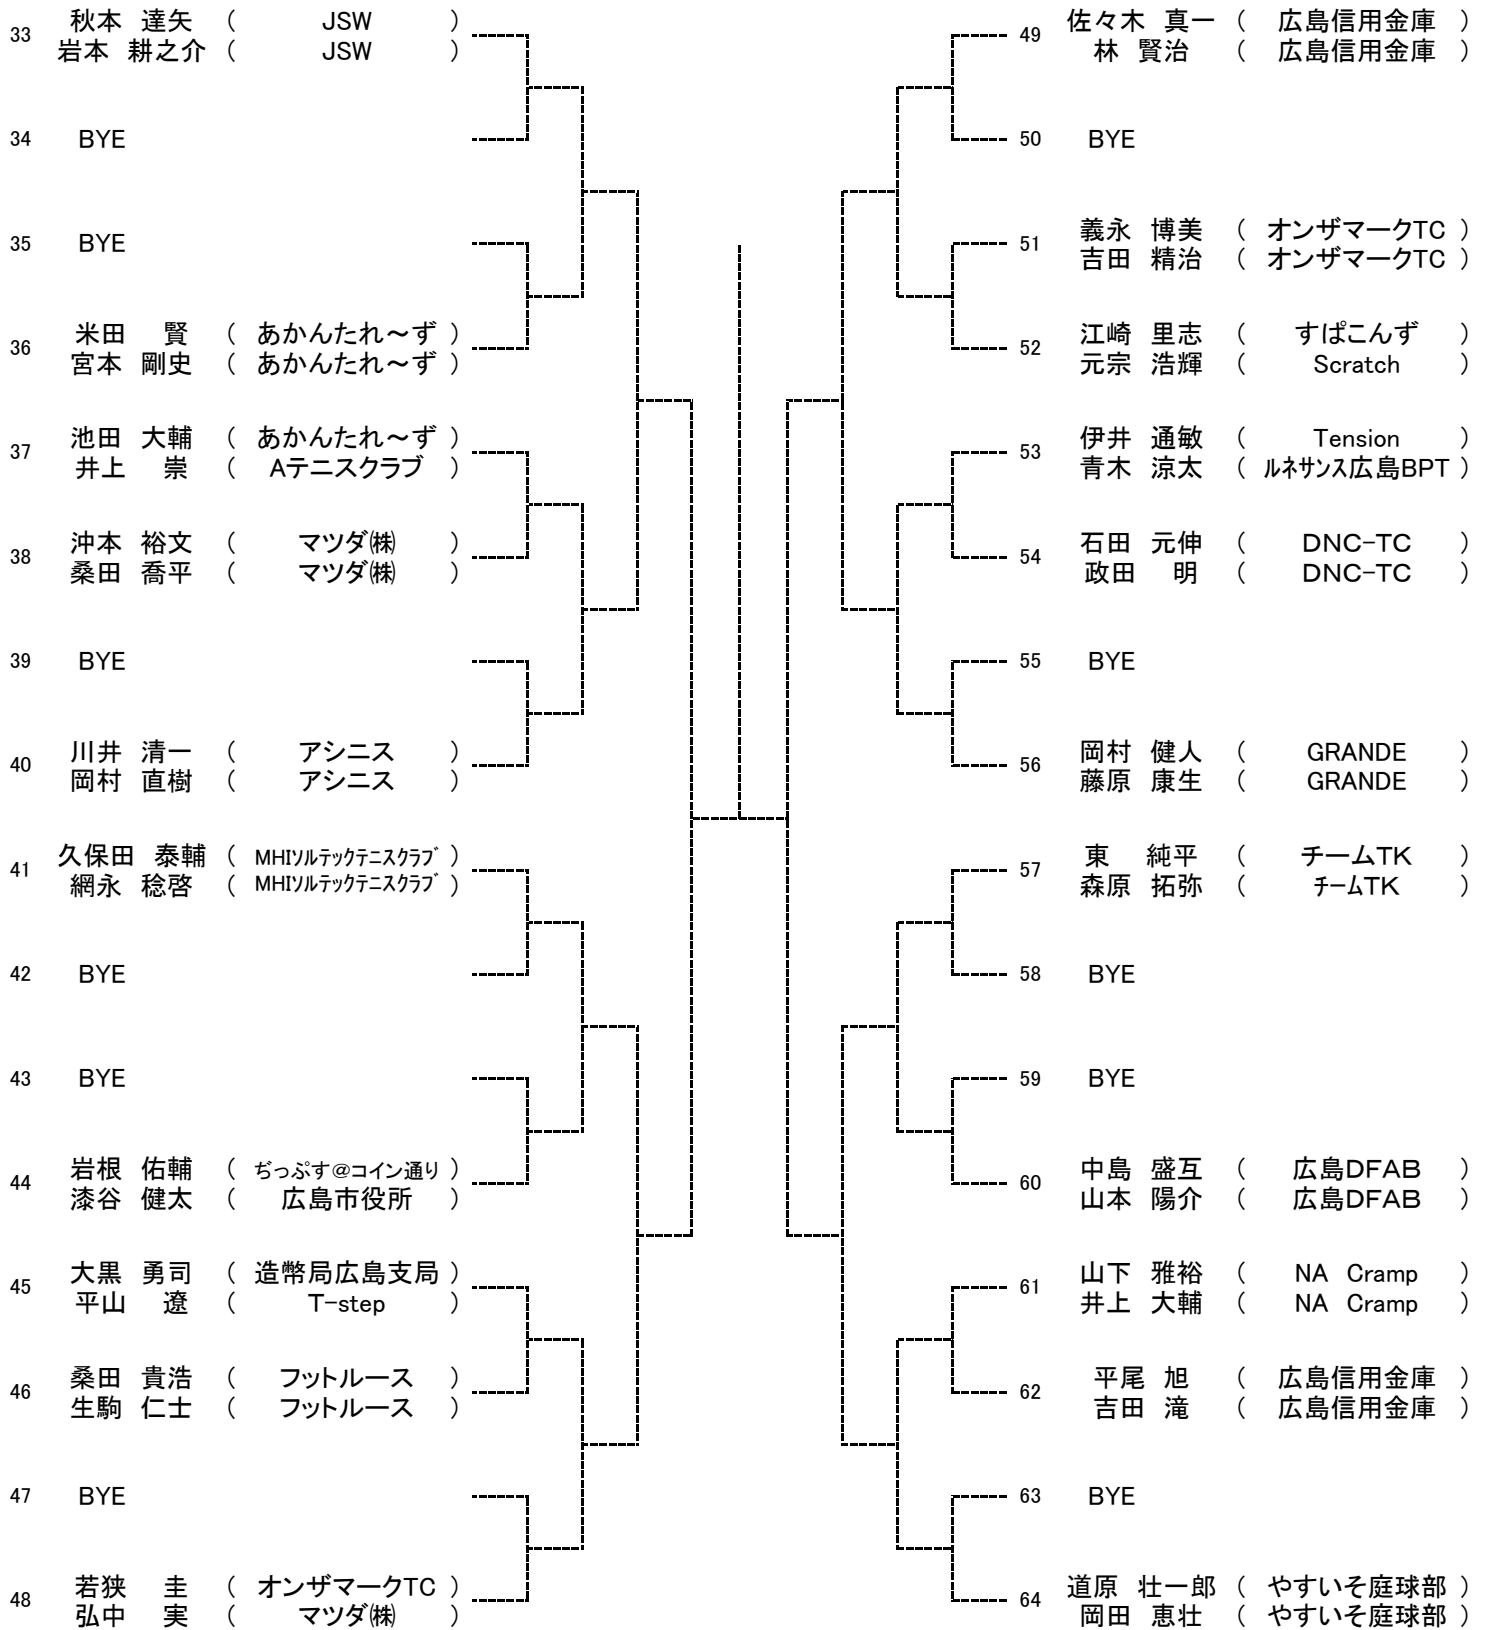 33 秋本 達矢 ( JSW )
岩本 耕之介 ( JSW )
34 BYE
35 BYE
36 米田 賢 ( あかんたれ～ず )
宮本 剛史 ( あかんたれ～ず )
37 池田 大輔 ( あかんたれ～ず )
井上 崇 ( Aテニスクラブ )
38 沖本 裕文 ( マツダ㈱ )
桑田 喬平 ( マツダ㈱ )
39 BYE
40 川井 清一 ( アシニス )
岡村 直樹 ( アシニス )
41 久保田 泰輔 ( MHIソルテックテニスクラブ )
網永 稔啓 ( MHIソルテックテニスクラブ )
42 BYE
43 BYE
44 岩根 佑輔 ( ぢっぷす@コイン通り )
漆谷 健太 ( 広島市役所 )
45 大黒 勇司 ( 造幣局広島支局 )
平山 遼 ( T-step )
46 桑田 貴浩 ( フットルース )
生駒 仁士 ( フットルース )
47 BYE
48 若狭 圭 ( オンザマークTC )
弘中 実 ( マツダ㈱ )
49 佐々木 真一 ( 広島信用金庫 )
林 賢治 ( 広島信用金庫 )
50 BYE
51 義永 博美 ( オンザマークTC )
吉田 精治 ( オンザマークTC )
52 江崎 里志 ( すぱこんず )
元宗 浩輝 ( Scratch )
53 伊井 通敏 ( Tension )
青木 涼太 ( ﾙﾈｻﾝｽ広島BPT )
54 石田 元伸 ( DNC-TC )
政田 明 ( DNC-TC )
55 BYE
56 岡村 健人 ( GRANDE )
藤原 康生 ( GRANDE )
57 東 純平 ( チームTK )
森原 拓弥 ( ﾁｰﾑTK )
58 BYE
59 BYE
60 中島 盛互 ( 広島DFAB )
山本 陽介 ( 広島DFAB )
61 山下 雅裕 ( NA Cramp )
井上 大輔 ( NA Cramp )
62 平尾 旭 ( 広島信用金庫 )
吉田 滝 ( 広島信用金庫 )
63 BYE
64 道原 壮一郎 ( やすいそ庭球部 )
岡田 恵壮 ( やすいそ庭球部 )